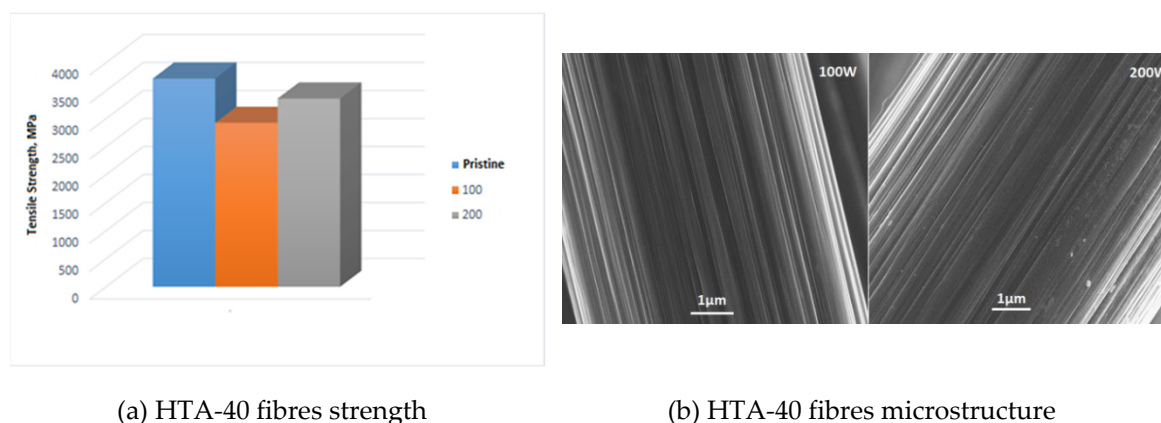 4000
3500
3000
2500
2000
1500
1000
500
0
Tensile Strength, MPa
Pristine
100
200
100W
1µm
200W
1µm
(a) HTA-40 fibres strength
(b) HTA-40 fibres microstructure